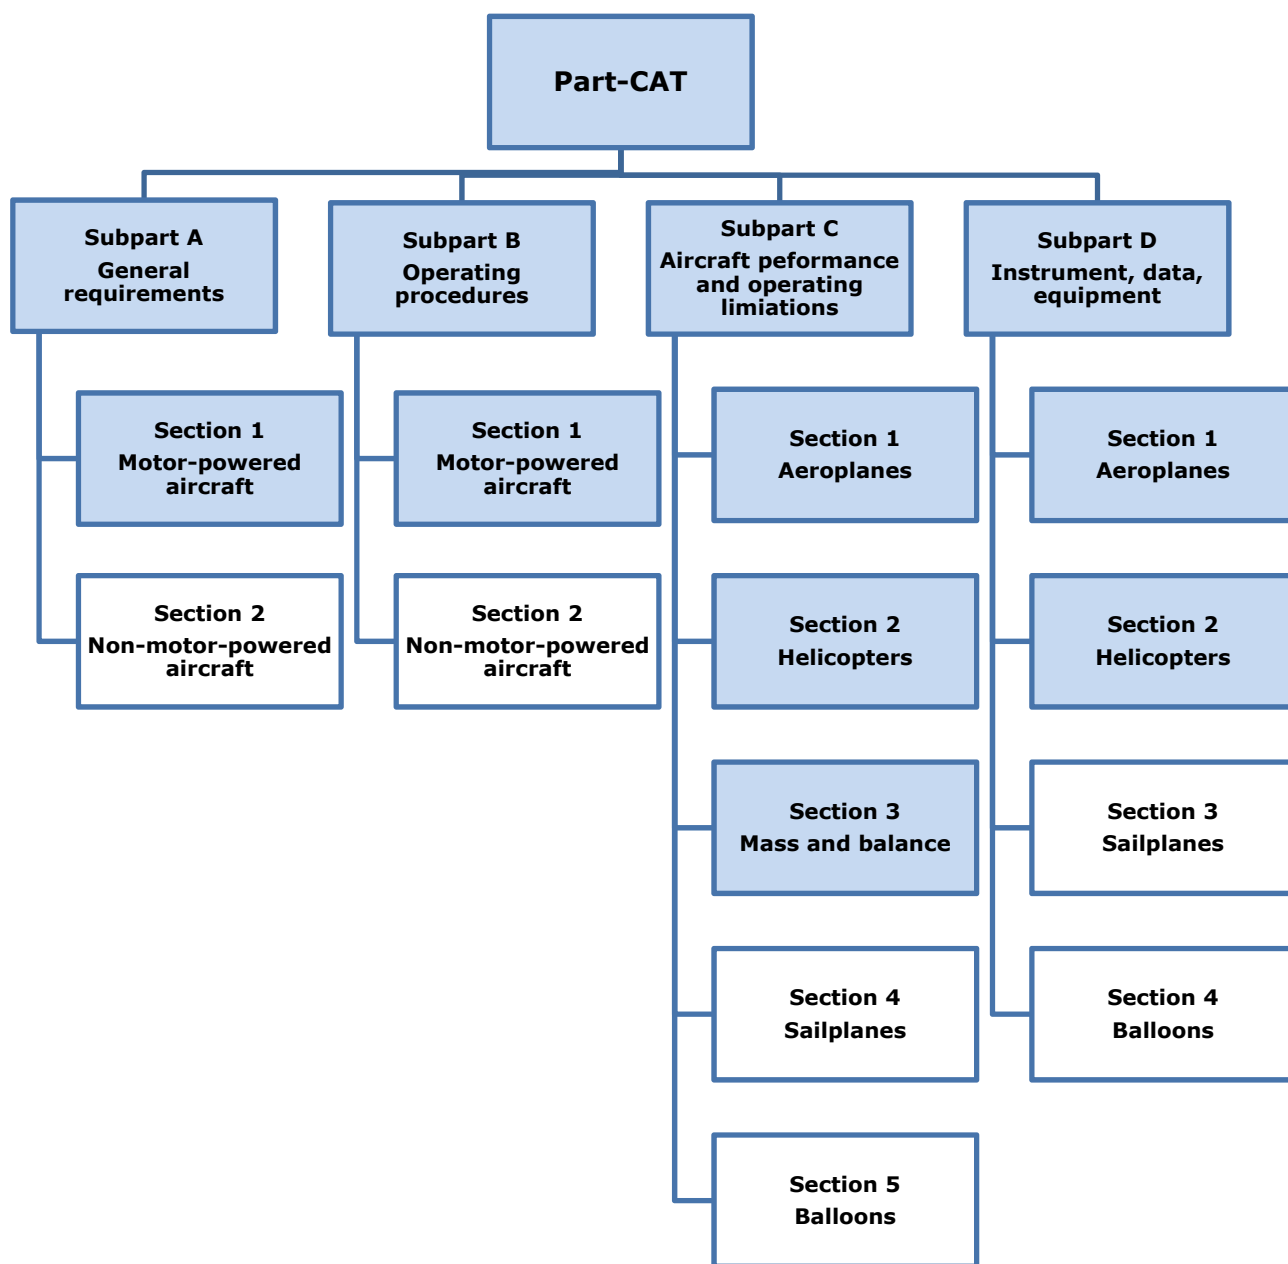 Part-CAT
Subpart A
General
requirements
Section 1
Motor-powered
aircraft
Section 2
Non-motor-powered
aircraft
Subpart B
Operating
procedures
Section 1
Motor-powered
aircraft
Section 2
Non-motor-powered
aircraft
Subpart C
Aircraft peformance
and operating
limiations
Section 1
Aeroplanes
Section 2
Helicopters
Section 3
Mass and balance
Section 4
Sailplanes
Section 5
Balloons
Subpart D
Instrument, data,
equipment
Section 1
Aeroplanes
Section 2
Helicopters
Section 3
Sailplanes
Section 4
Balloons